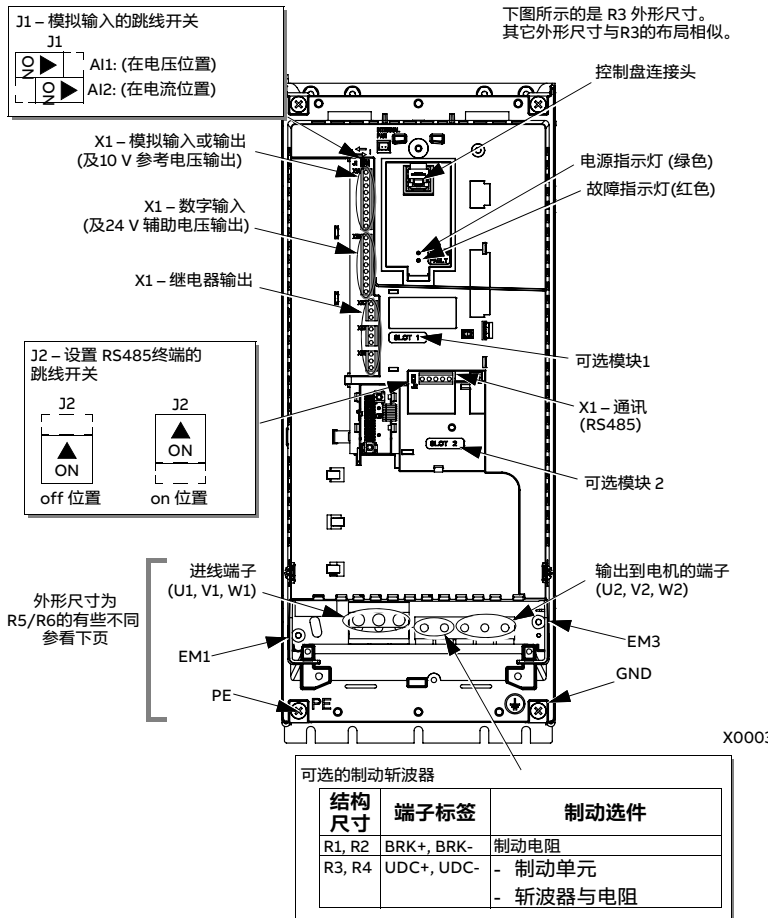 J1 – 模拟输入的跳线开关
J1
ON
AI1: (在电压位置)
ON
AI2: (在电流位置)
下图所示的是 R3 外形尺寸。
其它外形尺寸与R3的布局相似。
控制盘连接头
X1 – 模拟输入或输出
(及10 V 参考电压输出)
电源指示灯 (绿色)
故障指示灯(红色)
X1 – 数字输入
(及24 V 辅助电压输出)
X1 – 继电器输出
SLOT 1
可选模块1
J2 – 设置 RS485终端的
跳线开关
J2
J2
ON
ON
off 位置
on 位置
X1 – 通讯
(RS485)
SLOT 2
可选模块 2
进线端子
(U1, V1, W1)
输出到电机的端子
(U2, V2, W2)
外形尺寸为
R5/R6的有些不同
参看下页
EM1
EM3
GND
PE
PE
X0003
可选的制动斩波器
结构尺寸 端子标签 制动选件
R1, R2 BRK+, BRK- 制动电阻
R3, R4 UDC+, UDC- - 制动单元
- 斩波器与电阻